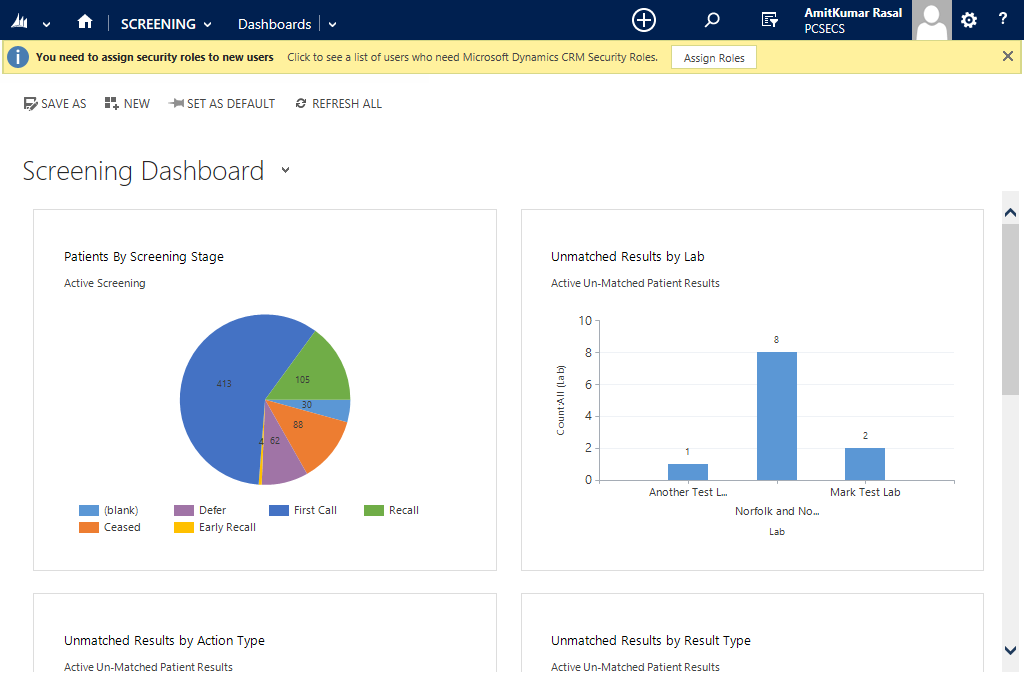 SCREENING Dashboards AmitKumar Rasal
PCSECS
?
i You need to assign security roles to new users Click to see a list of users who need Microsoft Dynamics CRM Security Roles. Assign Roles
SAVE AS NEW SET AS DEFAULT REFRESH ALL
Screening Dashboard
Patients By Screening Stage
Active Screening
413
105
30
88
62
4
(blank) Defer First Call Recall
Ceased Early Recall
Unmatched Results by Lab
Active Un-Matched Patient Results
10
8
6
4
2
0
Count:All (Lab)
1
8
2
Another Test L... Mark Test Lab
Norfolk and No...
Lab
Unmatched Results by Action Type
Active Un-Matched Patient Results
Unmatched Results by Result Type
Active Un-Matched Patient Results